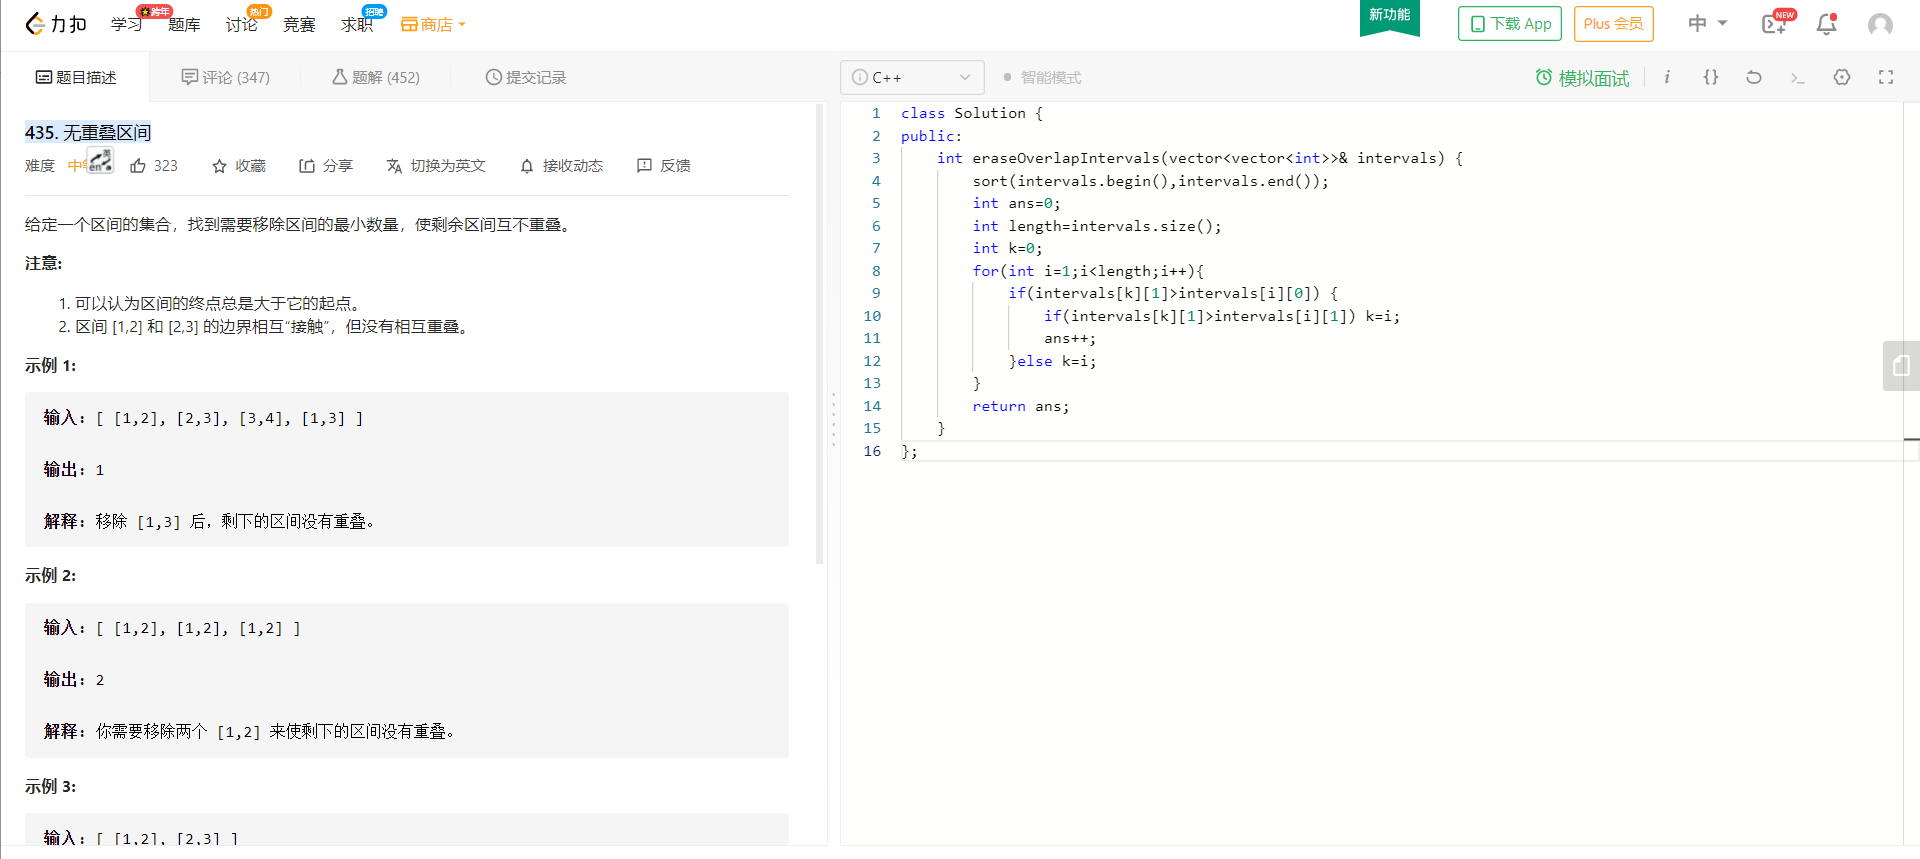 力扣 学习 跨年 题库 讨论 热门 竞赛 求职 招聘 商店 新功能 下载 App Plus 会员 中 NEW
题目描述 评论 (347) 题解 (452) 提交记录 C++ 智能模式 模拟面试 i {} >_
435. 无重叠区间
难度 323 收藏 分享 切换为英文 接收动态 反馈
给定一个区间的集合，找到需要移除区间的最小数量，使剩余区间互不重叠。
注意:
1. 可以认为区间的终点总是大于它的起点。
2. 区间 [1,2] 和 [2,3] 的边界相互“接触”，但没有相互重叠。
示例 1:
输入: [ [1,2], [2,3], [3,4], [1,3] ]
输出: 1
解释: 移除 [1,3] 后，剩下的区间没有重叠。
示例 2:
输入: [ [1,2], [1,2], [1,2] ]
输出: 2
解释: 你需要移除两个 [1,2] 来使剩下的区间没有重叠。
示例 3:
输入: [ [1,2], [2,3] ]
1 class Solution {
2 public:
3 int eraseOverlapIntervals(vector<vector<int>>& intervals) {
4 sort(intervals.begin(),intervals.end());
5 int ans=0;
6 int length=intervals.size();
7 int k=0;
8 for(int i=1;i<length;i++){
9 if(intervals[k][1]>intervals[i][0]) {
10 if(intervals[k][1]>intervals[i][1]) k=i;
11 ans++;
12 }else k=i;
13 }
14 return ans;
15 }
16 };